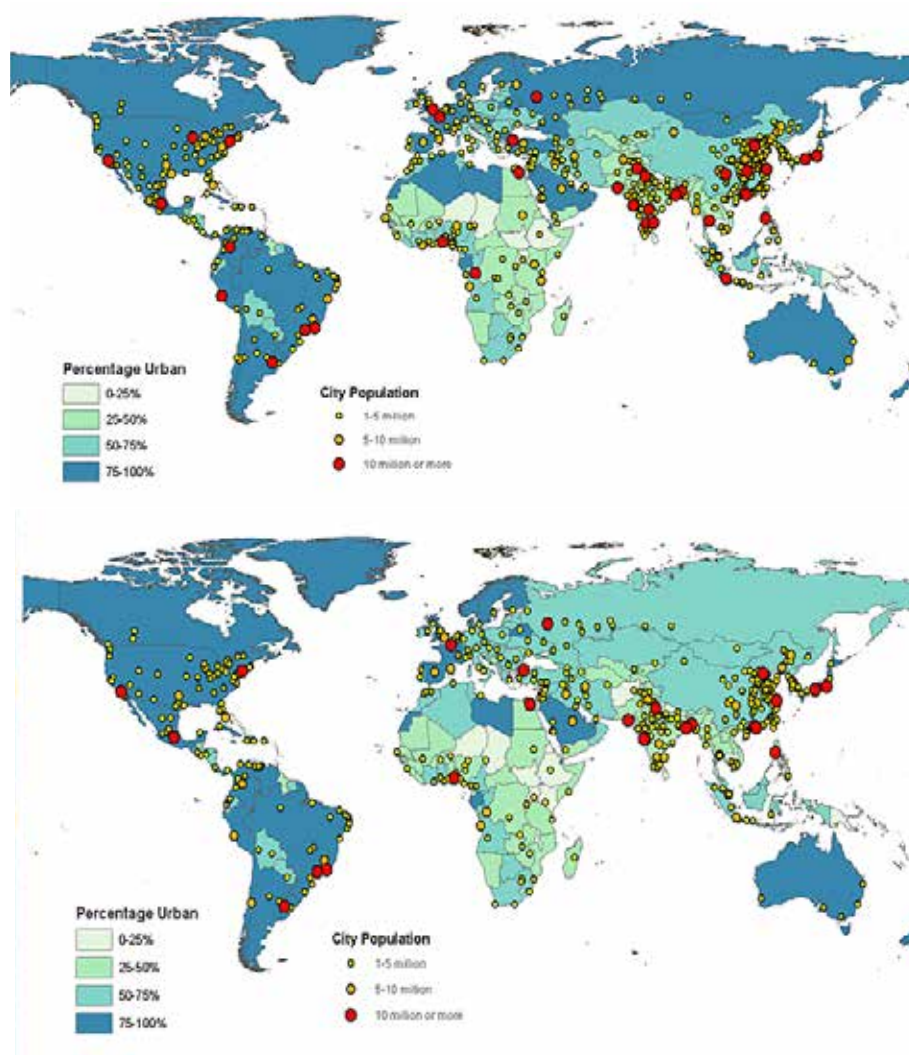 Percentage Urban
0-25%
25-50%
50-75%
75-100%
City Population
1-5 million
5-10 million
10 million or more
Percentage Urban
0-25%
25-50%
50-75%
75-100%
City Population
1-5 million
5-10 million
10 million or more